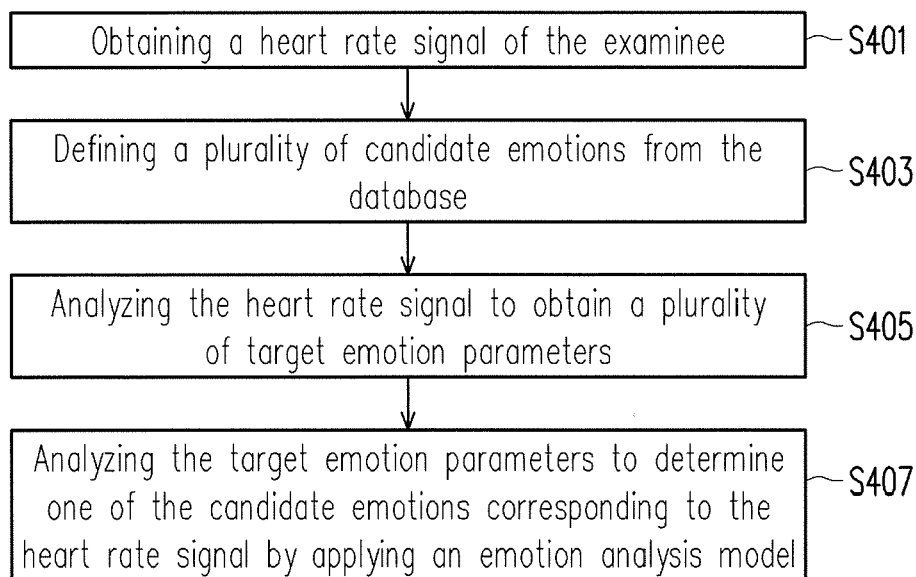 Obtaining a heart rate signal of the examinee
S401
Defining a plurality of candidate emotions from the
database
S403
Analyzing the heart rate signal to obtain a plurality
of target emotion parameters
S405
Analyzing the target emotion parameters to determine
one of the candidate emotions corresponding to the
heart rate signal by applying an emotion analysis model
S407